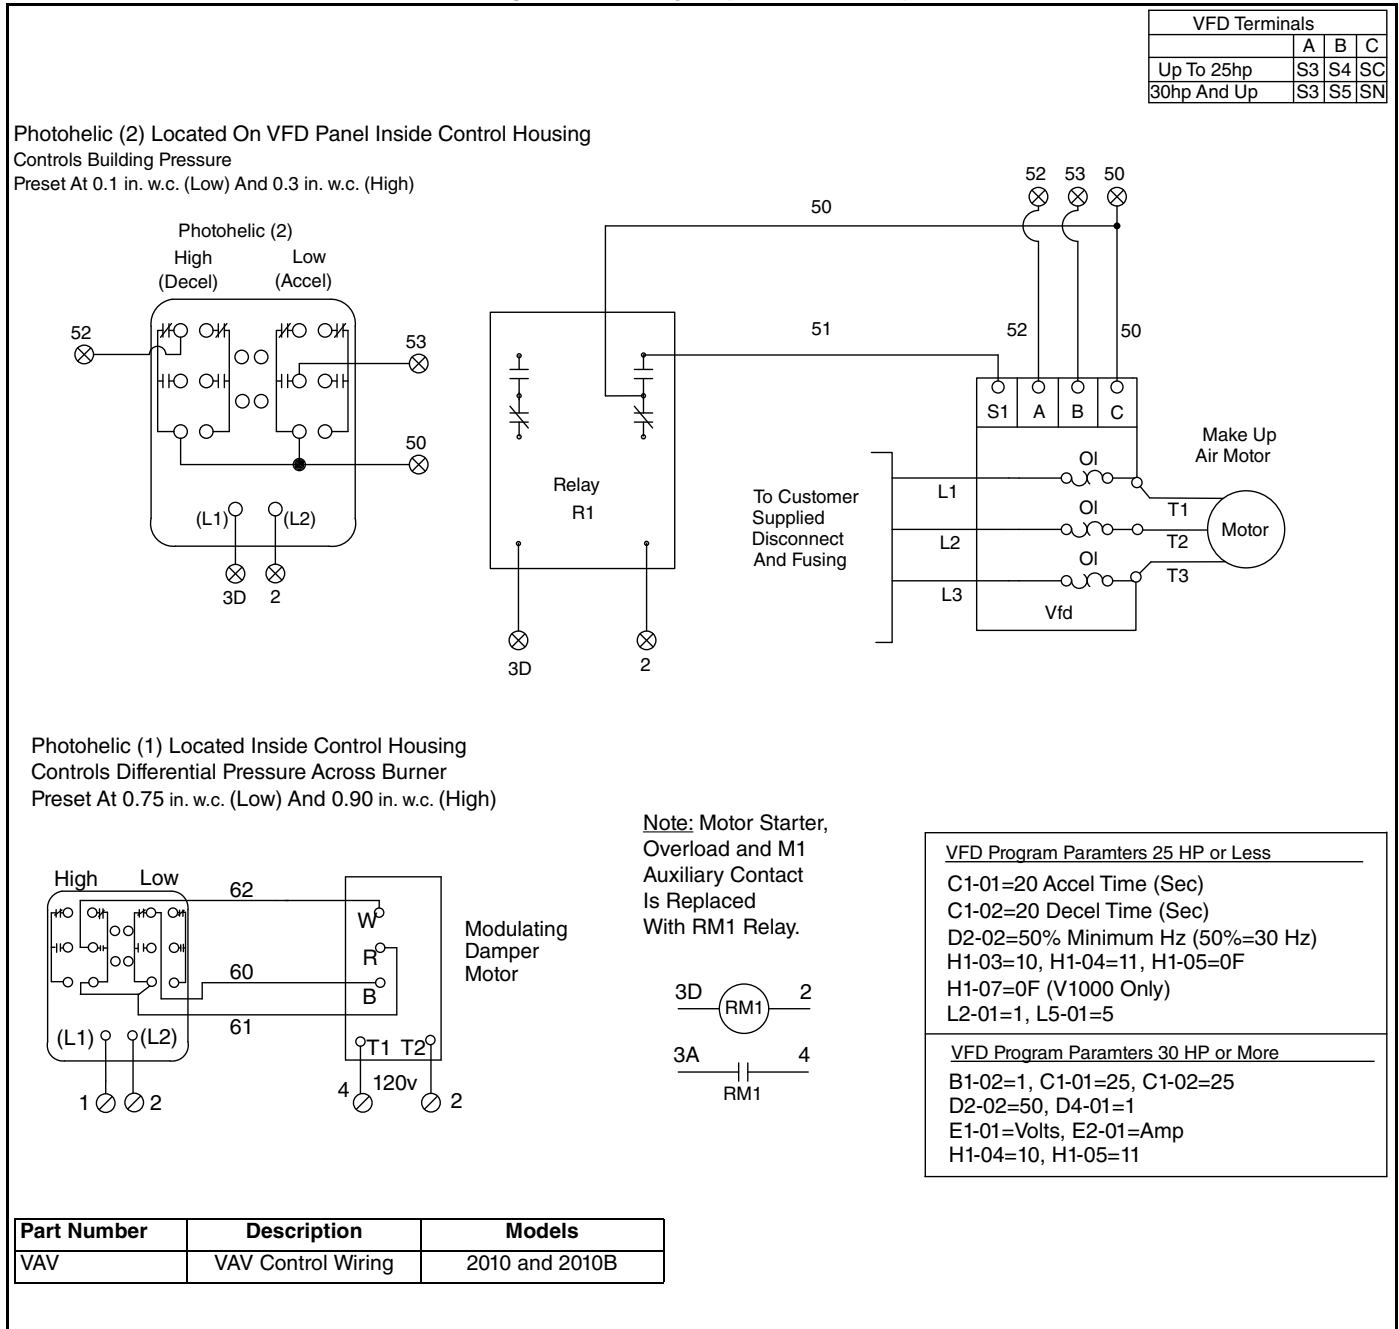 VFD Terminals
A B C
Up To 25hp S3 S4 SC
30hp And Up S3 S5 SN
Photohelic (2) Located On VFD Panel Inside Control Housing
Controls Building Pressure
Preset At 0.1 in. w.c. (Low) And 0.3 in. w.c. (High)
Photohelic (2)
High
(Decel)
Low
(Accel)
52
53
50
(L1)
(L2)
3D
2
50
51
Relay
R1
3D
2
52 53 50
52
50
S1 A B C
To Customer
Supplied
Disconnect
And Fusing
L1
L2
L3
Ol
Ol
Ol
Vfd
T1
T2
T3
Make Up
Air Motor
Motor
Photohelic (1) Located Inside Control Housing
Controls Differential Pressure Across Burner
Preset At 0.75 in. w.c. (Low) And 0.90 in. w.c. (High)
High Low
62
60
61
(L1)
(L2)
1
2
W
R
B
T1 T2
4
120v
2
Modulating
Damper
Motor
Note: Motor Starter,
Overload and M1
Auxiliary Contact
Is Replaced
With RM1 Relay.
3D RM1 2
3A 4
RM1
VFD Program Paramters 25 HP or Less
C1-01=20 Accel Time (Sec)
C1-02=20 Decel Time (Sec)
D2-02=50% Minimum Hz (50%=30 Hz)
H1-03=10, H1-04=11, H1-05=0F
H1-07=0F (V1000 Only)
L2-01=1, L5-01=5
VFD Program Paramters 30 HP or More
B1-02=1, C1-01=25, C1-02=25
D2-02=50, D4-01=1
E1-01=Volts, E2-01=Amp
H1-04=10, H1-05=11
Part Number Description Models
VAV VAV Control Wiring 2010 and 2010B